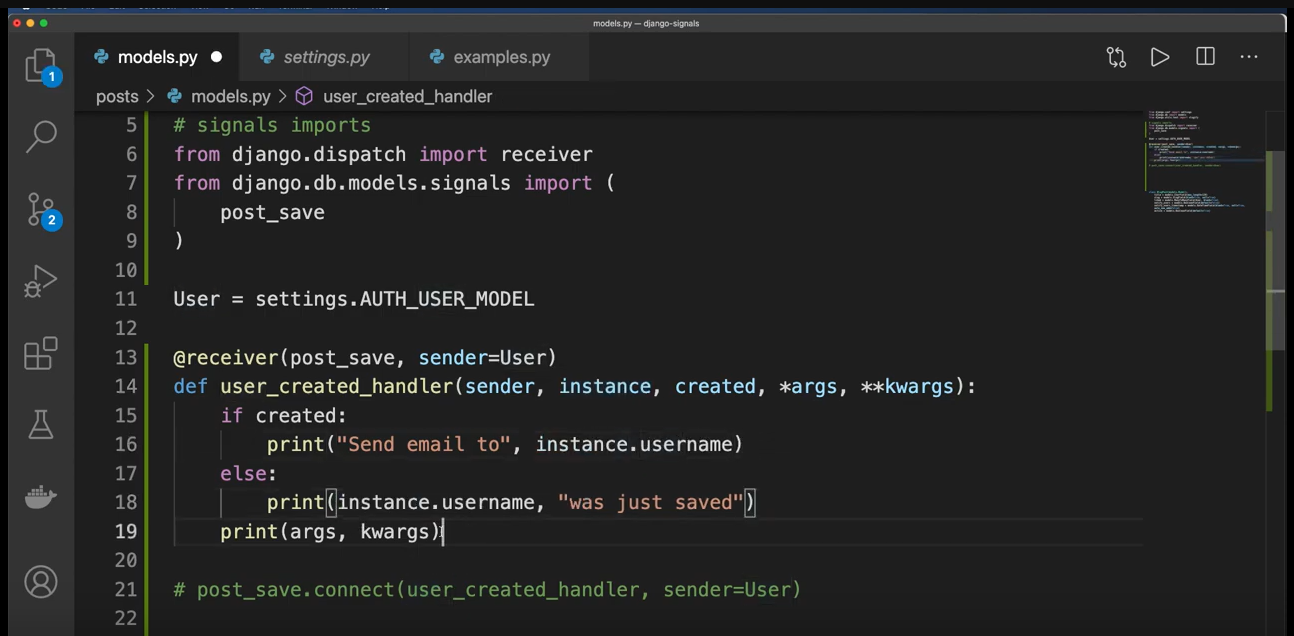 models.py — django-signals
models.py
settings.py
examples.py
1
posts > models.py > user_created_handler
5 # signals imports
6 from django.dispatch import receiver
7 from django.db.models.signals import (
8     post_save
9 )
10
11 User = settings.AUTH_USER_MODEL
12
13 @receiver(post_save, sender=User)
14 def user_created_handler(sender, instance, created, *args, **kwargs):
15     if created:
16         print("Send email to", instance.username)
17     else:
18         print(instance.username, "was just saved")
19     print(args, kwargs)
20
21 # post_save.connect(user_created_handler, sender=User)
22
2